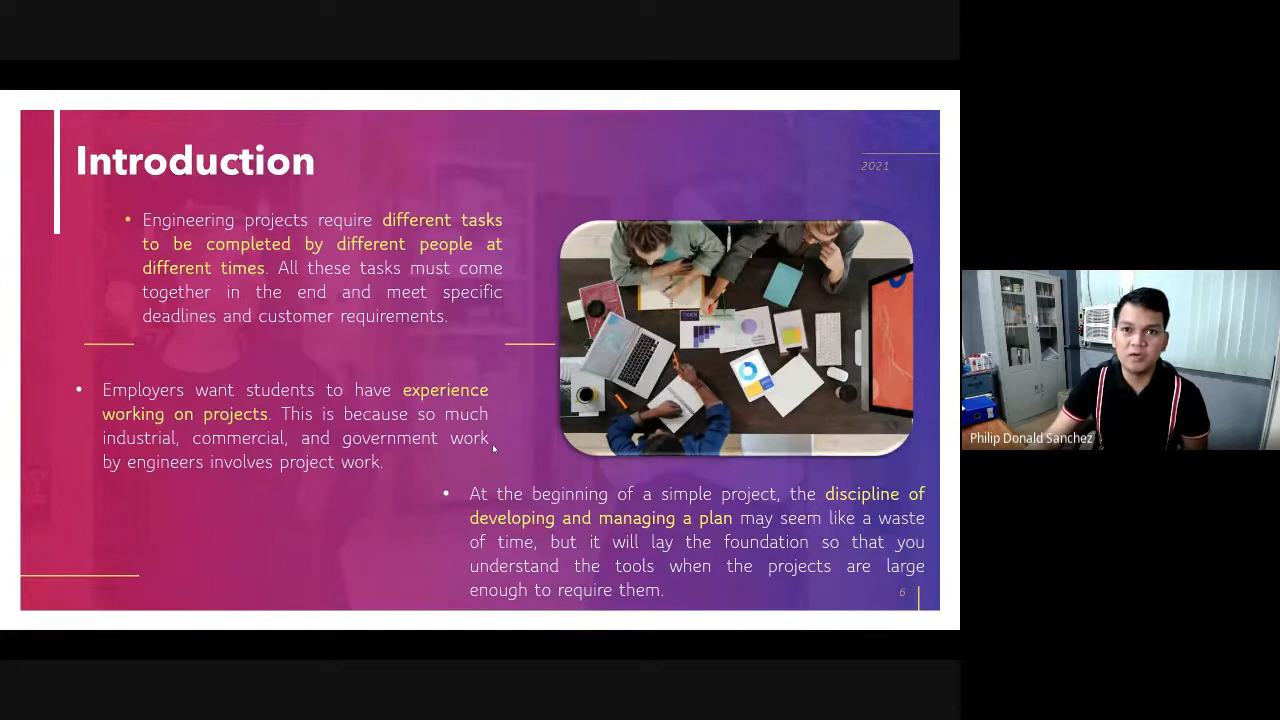 Introduction
2021
• Engineering projects require different tasks
to be completed by different people at
different times. All these tasks must come
together in the end and meet specific
deadlines and customer requirements.
• Employers want students to have experience
working on projects. This is because so much
industrial, commercial, and government work
by engineers involves project work.
• At the beginning of a simple project, the discipline of
developing and managing a plan may seem like a waste
of time, but it will lay the foundation so that you
understand the tools when the projects are large
enough to require them.
6
Philip Donald Sanchez